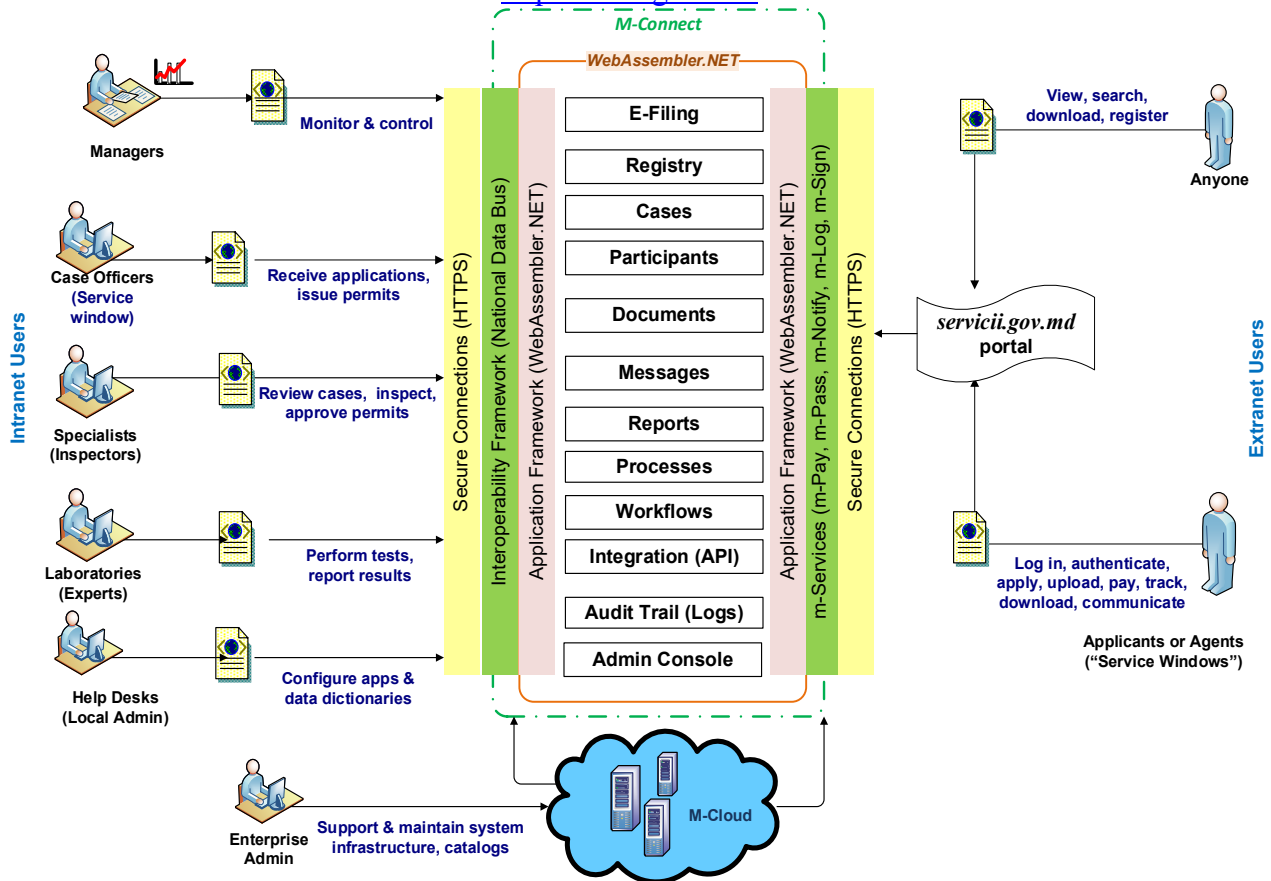 M-Connect
WebAssembler.NET
Managers
Monitor & control
Case Officers
(Service
window)
Receive applications,
issue permits
Specialists
(Inspectors)
Review cases, inspect,
approve permits
Laboratories
(Experts)
Perform tests,
report results
Help Desks
(Local Admin)
Configure apps &
data dictionaries
Enterprise
Admin
Support & maintain system
infrastructure, catalogs
Intranet Users
Secure Connections (HTTPS)
Interoperability Framework (National Data Bus)
Application Framework (WebAssembler.NET)
E-Filing
Registry
Cases
Participants
Documents
Messages
Reports
Processes
Workflows
Integration (API)
Audit Trail (Logs)
Admin Console
Application Framework (WebAssembler.NET)
m-Services (m-Pay, m-Pass, m-Notify, m-Log, m-Sign)
Secure Connections (HTTPS)
M-Cloud
View, search,
download, register
Anyone
servicii.gov.md
portal
Log in, authenticate,
apply, upload, pay, track,
download, communicate
Applicants or Agents
(“Service Windows”)
Extranet Users